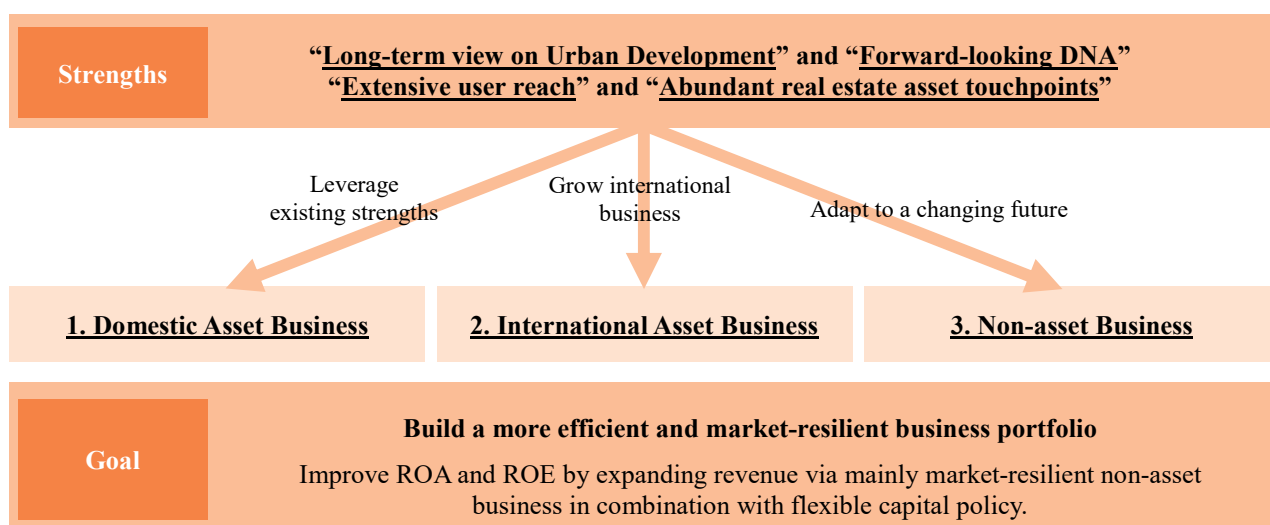 Strengths
“Long-term view on Urban Development” and “Forward-looking DNA”
“Extensive user reach” and “Abundant real estate asset touchpoints”
Leverage
existing strengths
Grow international
business
Adapt to a changing future
1. Domestic Asset Business
2. International Asset Business
3. Non-asset Business
Goal
Build a more efficient and market-resilient business portfolio
Improve ROA and ROE by expanding revenue via mainly market-resilient non-asset
business in combination with flexible capital policy.